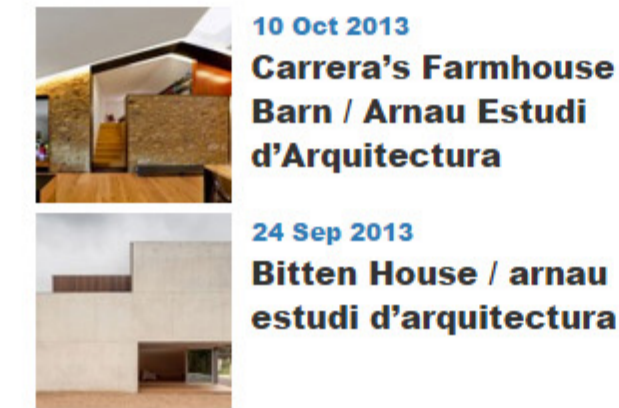 10 Oct 2013
Carrera’s Farmhouse
Barn / Arnau Estudi
d’Arquitectura
24 Sep 2013
Bitten House / arnau
estudi d’arquitectura